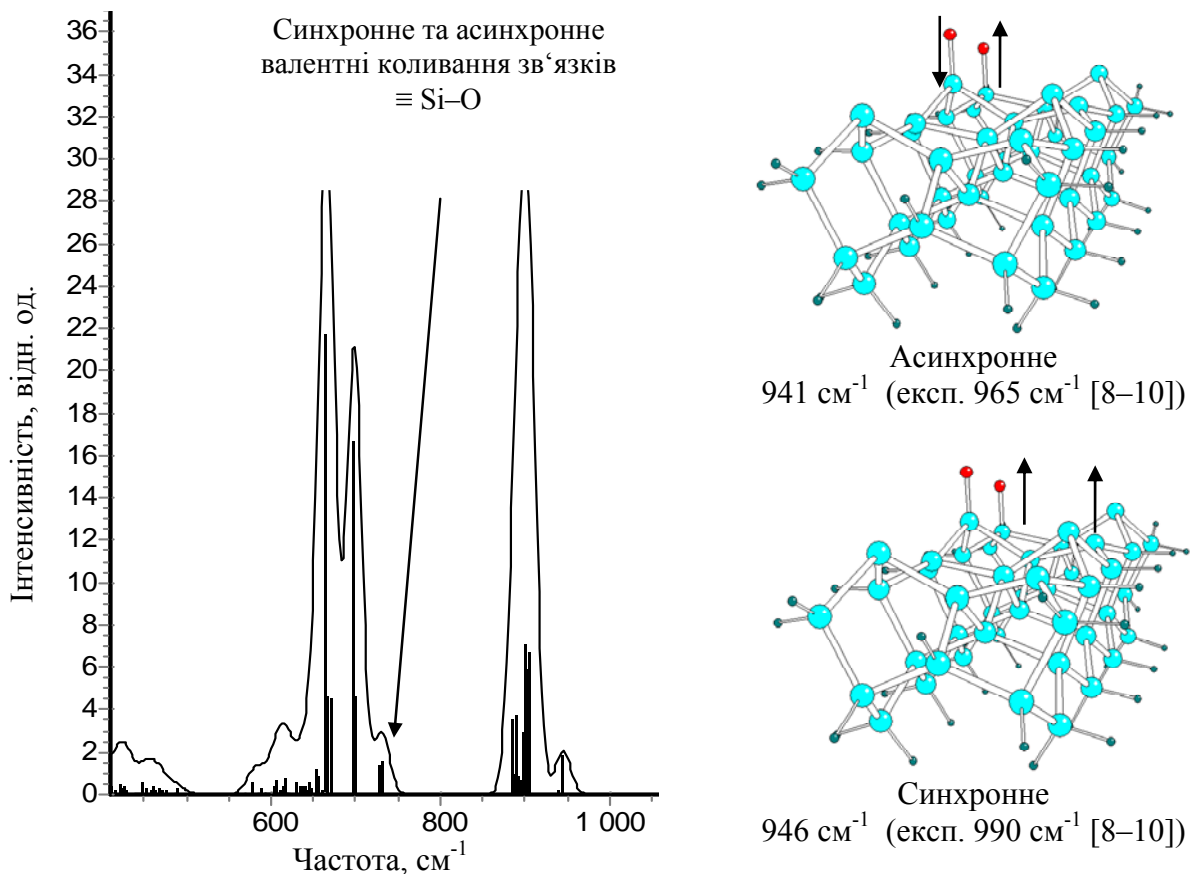 Синхронне та асинхронне
валентні коливання зв‘язків
≡ Si–O
Інтенсивність, відн. од.
36
34
32
30
28
26
24
22
20
18
16
14
12
10
8
6
4
2
0
600
800
1 000
Частота, см⁻¹
Асинхронне
941 см⁻¹ (експ. 965 см⁻¹ [8–10])
Синхронне
946 см⁻¹ (експ. 990 см⁻¹ [8–10])